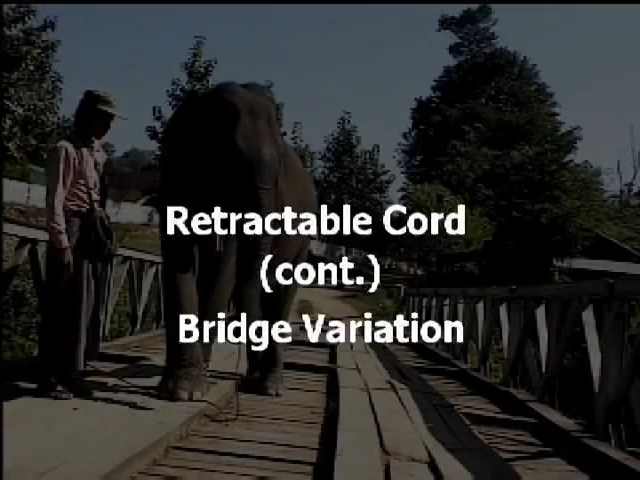 Retractable Cord
(cont.)
Bridge Variation